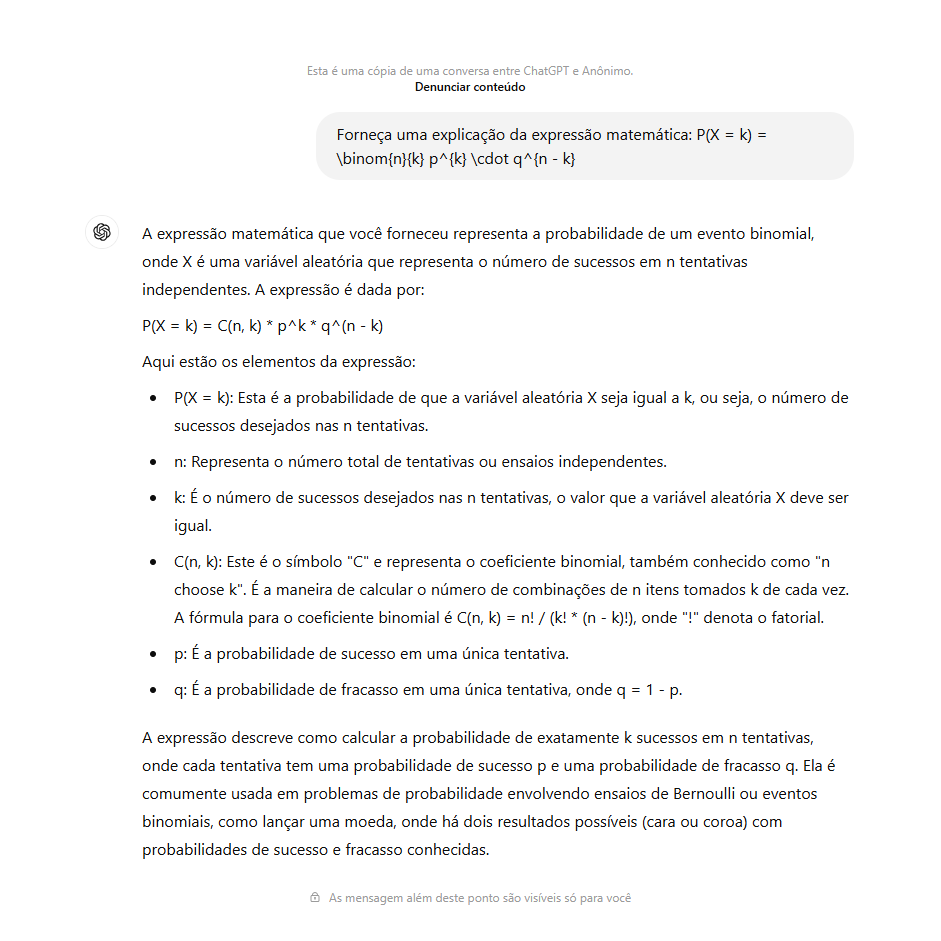 Esta é uma cópia de uma conversa entre ChatGPT e Anônimo.
Denunciar conteúdo
Forneça uma explicação da expressão matemática: P(X = k) =
\binom{n}{k} p^{k} \cdot q^{n - k}
A expressão matemática que você forneceu representa a probabilidade de um evento binomial,
onde X é uma variável aleatória que representa o número de sucessos em n tentativas
independentes. A expressão é dada por:
P(X = k) = C(n, k) * p^k * q^(n - k)
Aqui estão os elementos da expressão:
• P(X = k): Esta é a probabilidade de que a variável aleatória X seja igual a k, ou seja, o número de
sucessos desejados nas n tentativas.
• n: Representa o número total de tentativas ou ensaios independentes.
• k: É o número de sucessos desejados nas n tentativas, o valor que a variável aleatória X deve ser
igual.
• C(n, k): Este é o símbolo "C" e representa o coeficiente binomial, também conhecido como "n
choose k". É a maneira de calcular o número de combinações de n itens tomados k de cada vez.
A fórmula para o coeficiente binomial é C(n, k) = n! / (k! * (n - k)!), onde "!" denota o fatorial.
• p: É a probabilidade de sucesso em uma única tentativa.
• q: É a probabilidade de fracasso em uma única tentativa, onde q = 1 - p.
A expressão descreve como calcular a probabilidade de exatamente k sucessos em n tentativas,
onde cada tentativa tem uma probabilidade de sucesso p e uma probabilidade de fracasso q. Ela é
comumente usada em problemas de probabilidade envolvendo ensaios de Bernoulli ou eventos
binomiais, como lançar uma moeda, onde há dois resultados possíveis (cara ou coroa) com
probabilidades de sucesso e fracasso conhecidas.
As mensagem além deste ponto são visíveis só para você